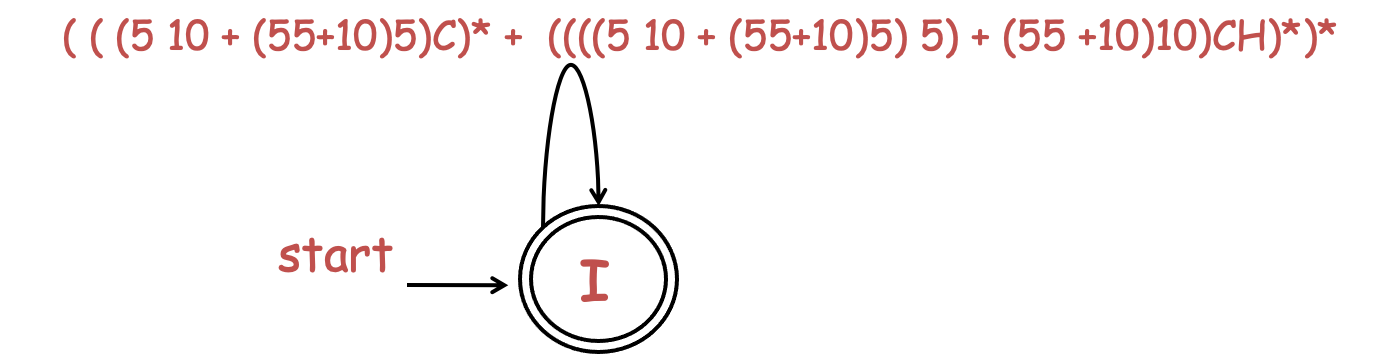 ( ( (5 10 + (55+10)5)C)* + ((((5 10 + (55+10)5) 5) + (55 +10)10)CH)*)*
start
I